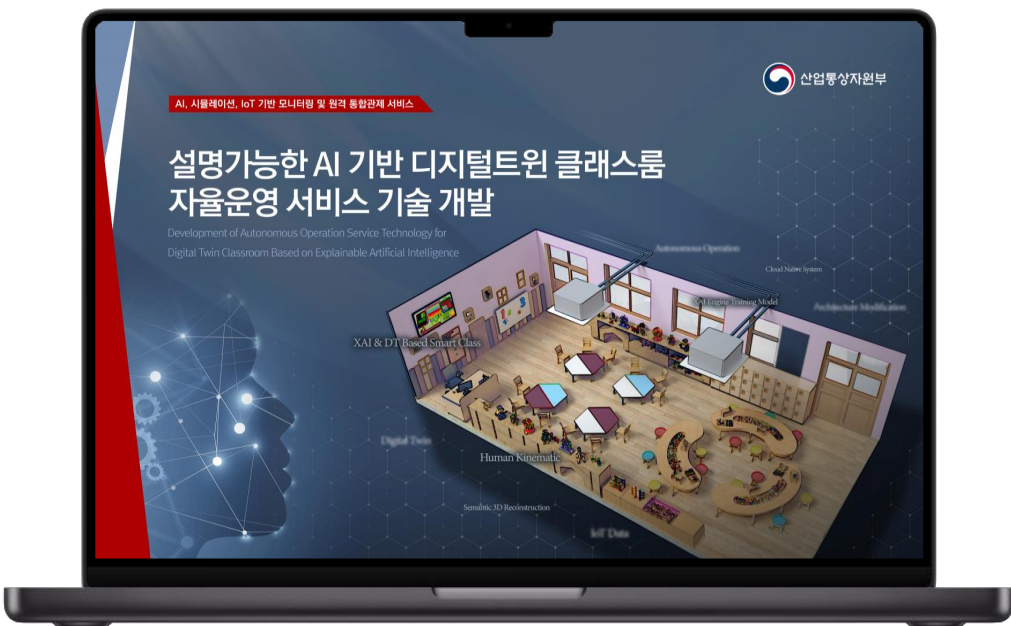 산업통상자원부
AI, 시뮬레이션, IoT 기반 모니터링 및 원격 통합관제 서비스
설명가능한 AI 기반 디지털트윈 클래스룸
자율운영 서비스 기술 개발
Development of Autonomous Operation Service Technology for
Digital Twin Classroom Based on Explainable Artificial Intelligence
Autonomous Operation
Cloud Native System
XAI Engine Training Model
Architecture Modification
XAI & DT Based Smart Class
Digital Twin
Human Kinematic
Semantic 3D Reconstruction
IoT Data